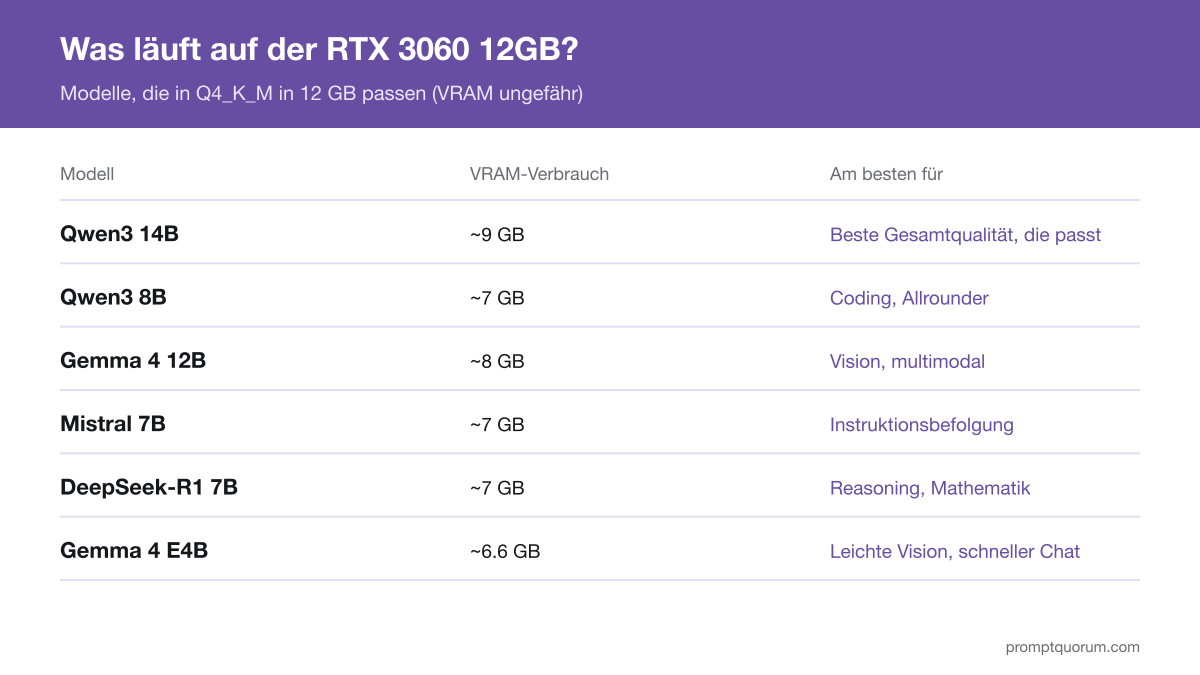 Was läuft auf der RTX 3060 12GB?
Modelle, die in Q4_K_M in 12 GB passen (VRAM ungefähr)
Modell VRAM-Verbrauch Am besten für
Qwen3 14B ~9 GB Beste Gesamtqualität, die passt
Qwen3 8B ~7 GB Coding, Allrounder
Gemma 4 12B ~8 GB Vision, multimodal
Mistral 7B ~7 GB Instruktionsbefolgung
DeepSeek-R1 7B ~7 GB Reasoning, Mathematik
Gemma 4 E4B ~6.6 GB Leichte Vision, schneller Chat
promptquorum.com